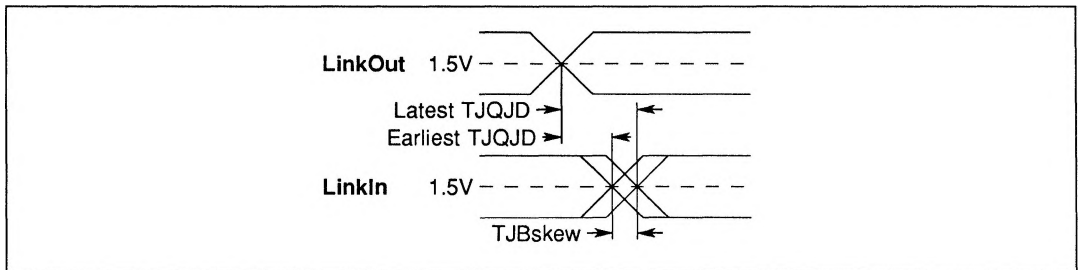 LinkOut 1.5V
Latest TJQJD
Earliest TJQJD
LinkIn 1.5V
TJBskew